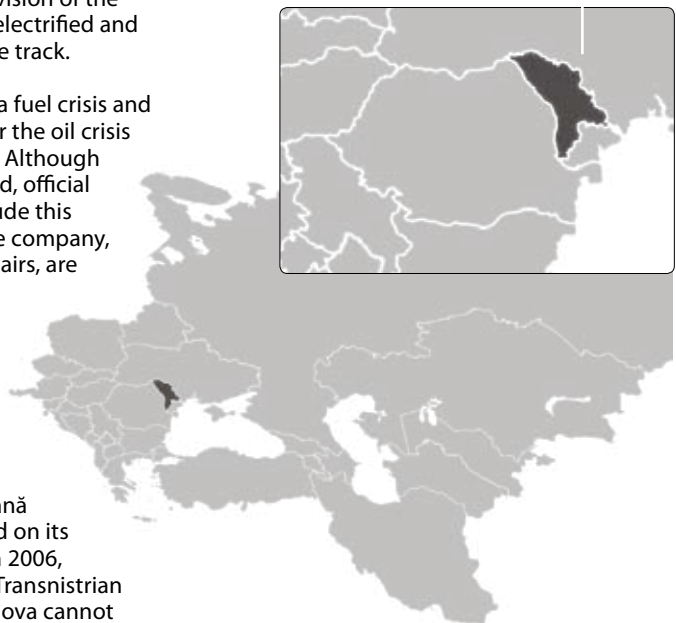 vision of the
electrified and
e track.
a fuel crisis and
r the oil crisis
Although
d, official
ude this
e company,
airs, are
nă
d on its
2006,
Transnistrian
ova cannot